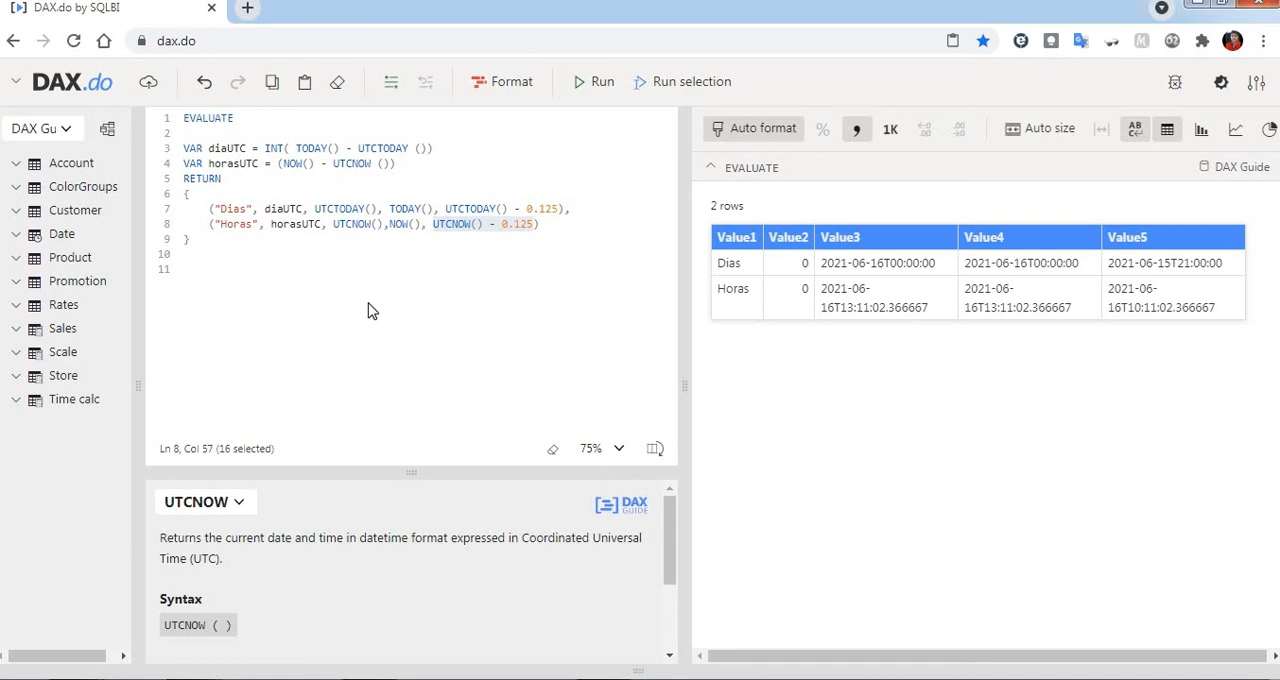 DAX.do by SQLBI
dax.do
DAX.do
Format
Run
Run selection
DAX Gu
Account
ColorGroups
Customer
Date
Product
Promotion
Rates
Sales
Scale
Store
Time calc
1 EVALUATE
2
3 VAR diaUTC = INT( TODAY() - UTCTODAY ())
4 VAR horasUTC = (NOW() - UTCNOW ())
5 RETURN
6 {
7 ("Dias", diaUTC, UTCTODAY(), TODAY(), UTCTODAY() - 0.125),
8 ("Horas", horasUTC, UTCNOW(),NOW(), UTCNOW() - 0.125)
9 }
10
11
Ln 8, Col 57 (16 selected)
75%
UTCNOW
DAX
GUIDE
Returns the current date and time in datetime format expressed in Coordinated Universal
Time (UTC).
Syntax
UTCNOW ( )
Auto format
% , 1K
Auto size
AB
EVALUATE
DAX Guide
2 rows
Value1 Value2 Value3 Value4 Value5
Dias 0 2021-06-16T00:00:00 2021-06-16T00:00:00 2021-06-15T21:00:00
Horas 0 2021-06- 2021-06- 2021-06-
16T13:11:02.366667 16T13:11:02.366667 16T10:11:02.366667